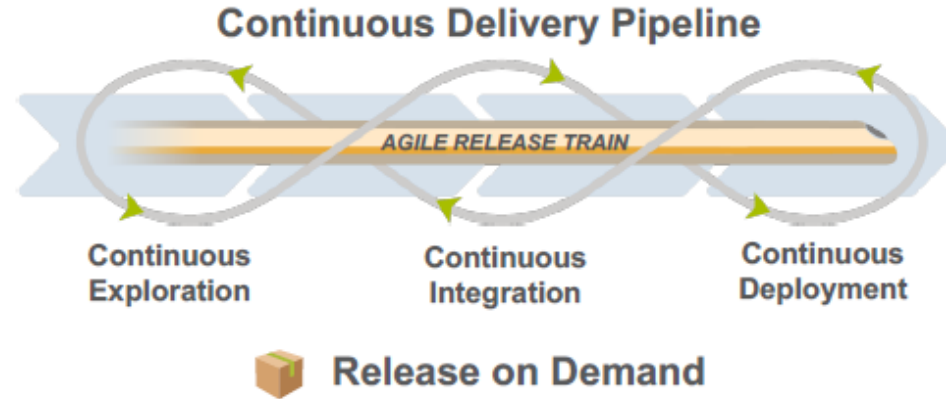 Continuous Delivery Pipeline
AGILE RELEASE TRAIN
Continuous
Exploration
Continuous
Integration
Continuous
Deployment
Release on Demand